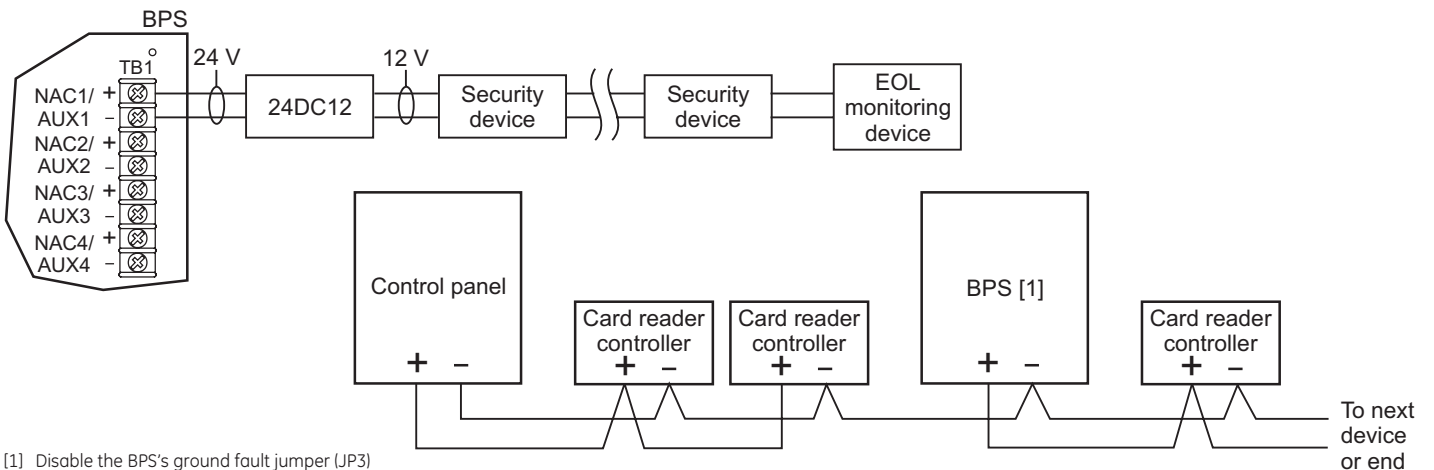 BPS
TB1
NAC1/ +
AUX1 –
NAC2/ +
AUX2 –
NAC3/ +
AUX3 –
NAC4/ +
AUX4 –
24 V
24DC12
12 V
Security
device
Security
device
EOL
monitoring
device
Control panel
+ –
Card reader
controller
+ –
Card reader
controller
+ –
BPS [1]
+ –
Card reader
controller
+ –
To next
device
or end
[1] Disable the BPS's ground fault jumper (JP3)